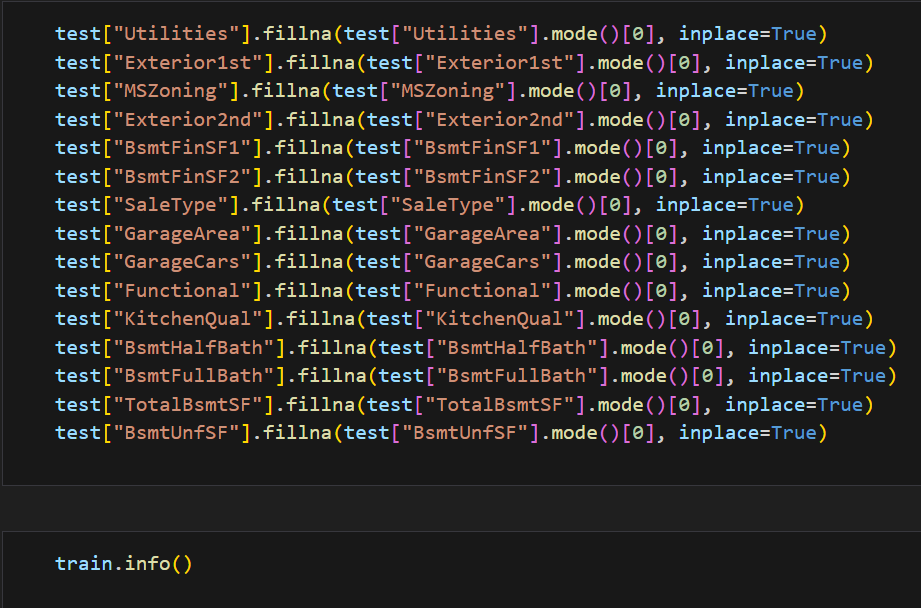 test["Utilities"].fillna(test["Utilities"].mode()[0], inplace=True)
test["Exterior1st"].fillna(test["Exterior1st"].mode()[0], inplace=True)
test["MSZoning"].fillna(test["MSZoning"].mode()[0], inplace=True)
test["Exterior2nd"].fillna(test["Exterior2nd"].mode()[0], inplace=True)
test["BsmtFinSF1"].fillna(test["BsmtFinSF1"].mode()[0], inplace=True)
test["BsmtFinSF2"].fillna(test["BsmtFinSF2"].mode()[0], inplace=True)
test["SaleType"].fillna(test["SaleType"].mode()[0], inplace=True)
test["GarageArea"].fillna(test["GarageArea"].mode()[0], inplace=True)
test["GarageCars"].fillna(test["GarageCars"].mode()[0], inplace=True)
test["Functional"].fillna(test["Functional"].mode()[0], inplace=True)
test["KitchenQual"].fillna(test["KitchenQual"].mode()[0], inplace=True)
test["BsmtHalfBath"].fillna(test["BsmtHalfBath"].mode()[0], inplace=True)
test["BsmtFullBath"].fillna(test["BsmtFullBath"].mode()[0], inplace=True)
test["TotalBsmtSF"].fillna(test["TotalBsmtSF"].mode()[0], inplace=True)
test["BsmtUnfSF"].fillna(test["BsmtUnfSF"].mode()[0], inplace=True)
train.info()